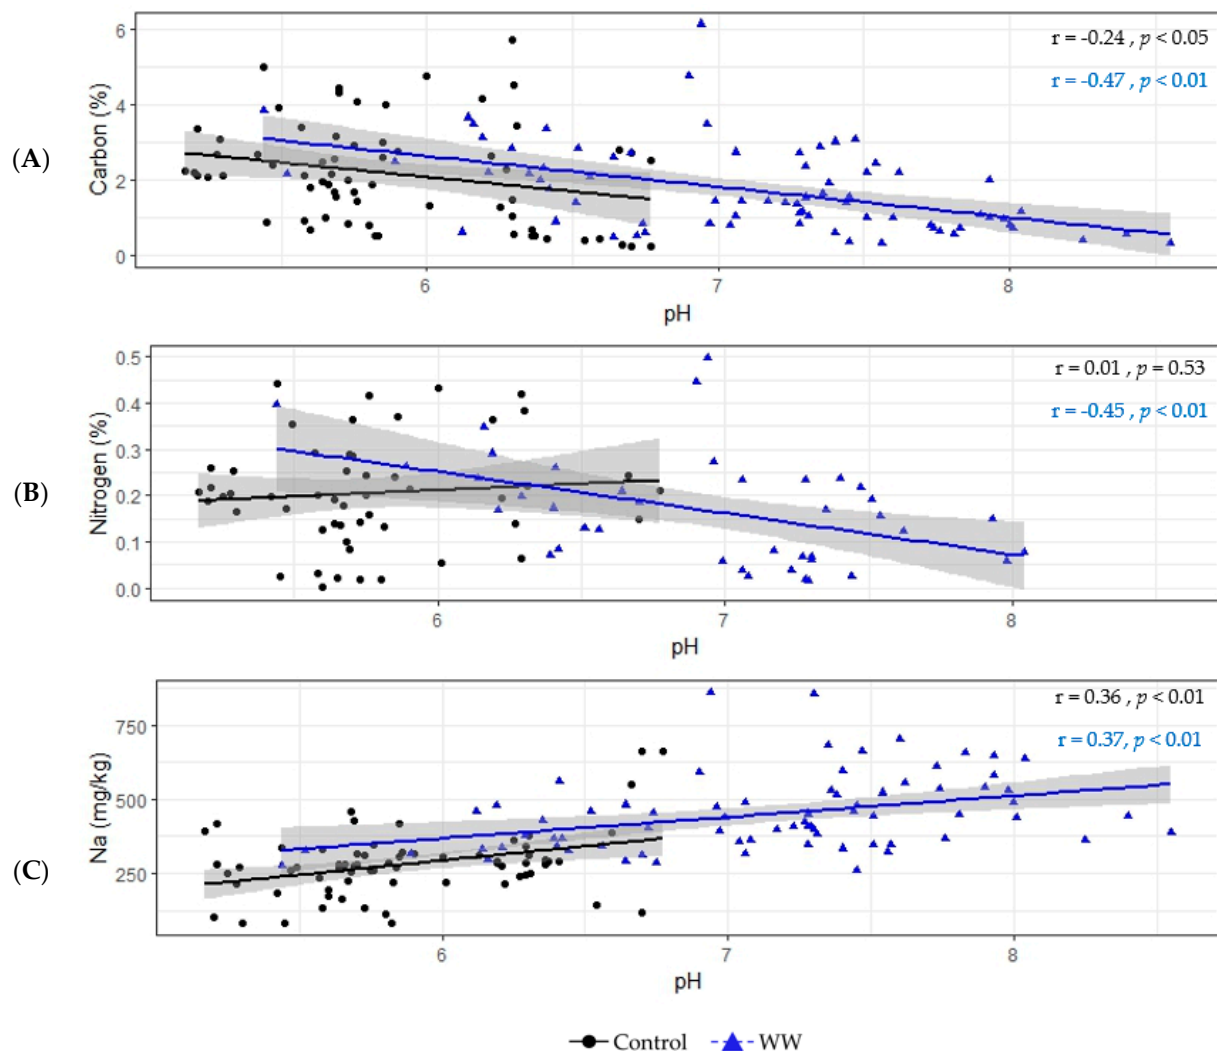 (A)
Carbon (%)
6
4
2
0
r = -0.24 , p < 0.05
r = -0.47, p < 0.01
6 7 8
pH
(B)
Nitrogen (%)
0.5
0.4
0.3
0.2
0.1
0.0
r = 0.01 , p = 0.53
r = -0.45 , p < 0.01
6 7 8
pH
(C)
Na (mg/kg)
750
500
250
r = 0.36 , p < 0.01
r = 0.37, p < 0.01
6 7 8
pH
Control WW